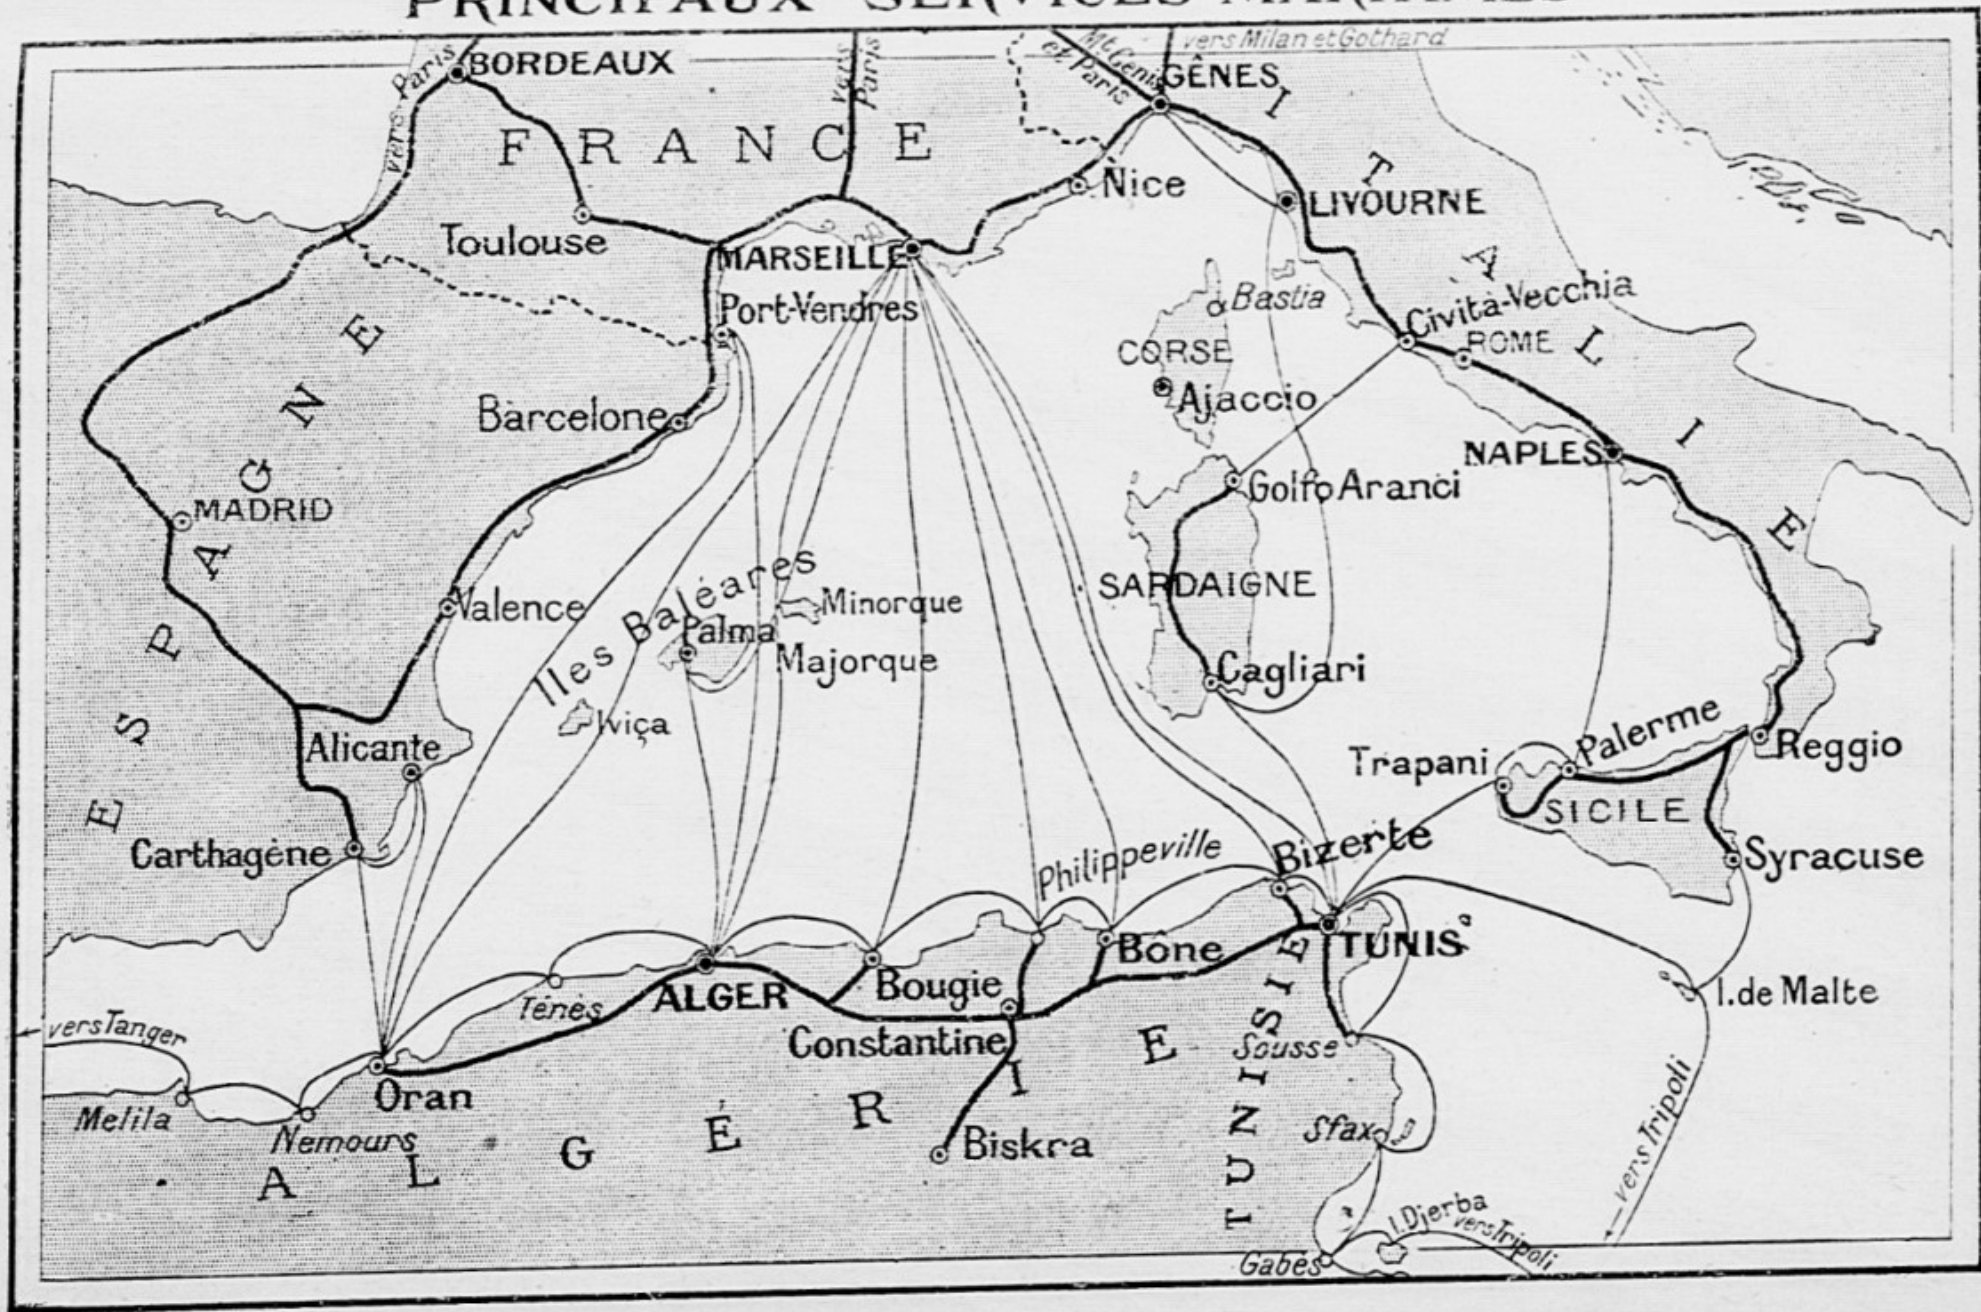 PRINCIPAUX SERVICES MARITIMES
vers Paris
BORDEAUX
vers Paris
Mt Cenis et Paris
vers Milan et Gothard
GÊNES
FRANCE
Nice
LIVOURNE
ITALIE
Toulouse
MARSEILLE
Port-Vendres
Bastia
Cività-Vecchia
ROME
CORSE
Ajaccio
ESPAGNE
Barcelone
NAPLES
Golfo Aranci
MADRID
Valence
Iles Baléares
Minorque
Palma
Majorque
Iviça
SARDAIGNE
Cagliari
Alicante
Trapani
Palerme
Reggio
SICILE
Carthagène
Philippeville
Bizerte
Syracuse
Bône
TUNIS
Ténès
ALGER
Bougie
I. de Malte
vers Tanger
Constantine
Sousse
Oran
Melila
Nemours
ALGÉRIE
TUNISIE
Biskra
Sfax
vers Tripoli
I. Djerba
vers Tripoli
Gabès